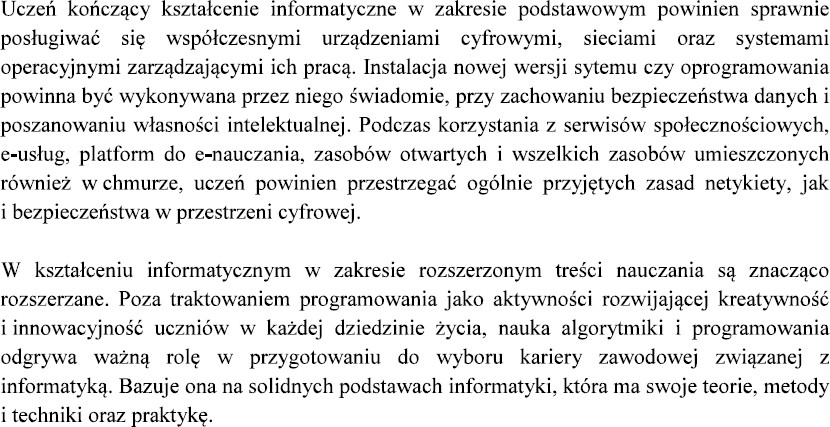 Uczeń kończący kształcenie informatyczne w zakresie podstawowym powinien sprawnie
posługiwać się współczesnymi urządzeniami cyfrowymi, sieciami oraz systemami
operacyjnymi zarządzającymi ich pracą. Instalacja nowej wersji sytemu czy oprogramowania
powinna być wykonywana przez niego świadomie, przy zachowaniu bezpieczeństwa danych i
poszanowaniu własności intelektualnej. Podczas korzystania z serwisów społecznościowych,
e-usług, platform do e-nauczania, zasobów otwartych i wszelkich zasobów umieszczonych
również w chmurze, uczeń powinien przestrzegać ogólnie przyjętych zasad netykiety, jak
i bezpieczeństwa w przestrzeni cyfrowej.
W kształceniu informatycznym w zakresie rozszerzonym treści nauczania są znacząco
rozszerzane. Poza traktowaniem programowania jako aktywności rozwijającej kreatywność
i innowacyjność uczniów w każdej dziedzinie życia, nauka algorytmiki i programowania
odgrywa ważną rolę w przygotowaniu do wyboru kariery zawodowej związanej z
informatyką. Bazuje ona na solidnych podstawach informatyki, która ma swoje teorie, metody
i techniki oraz praktykę.